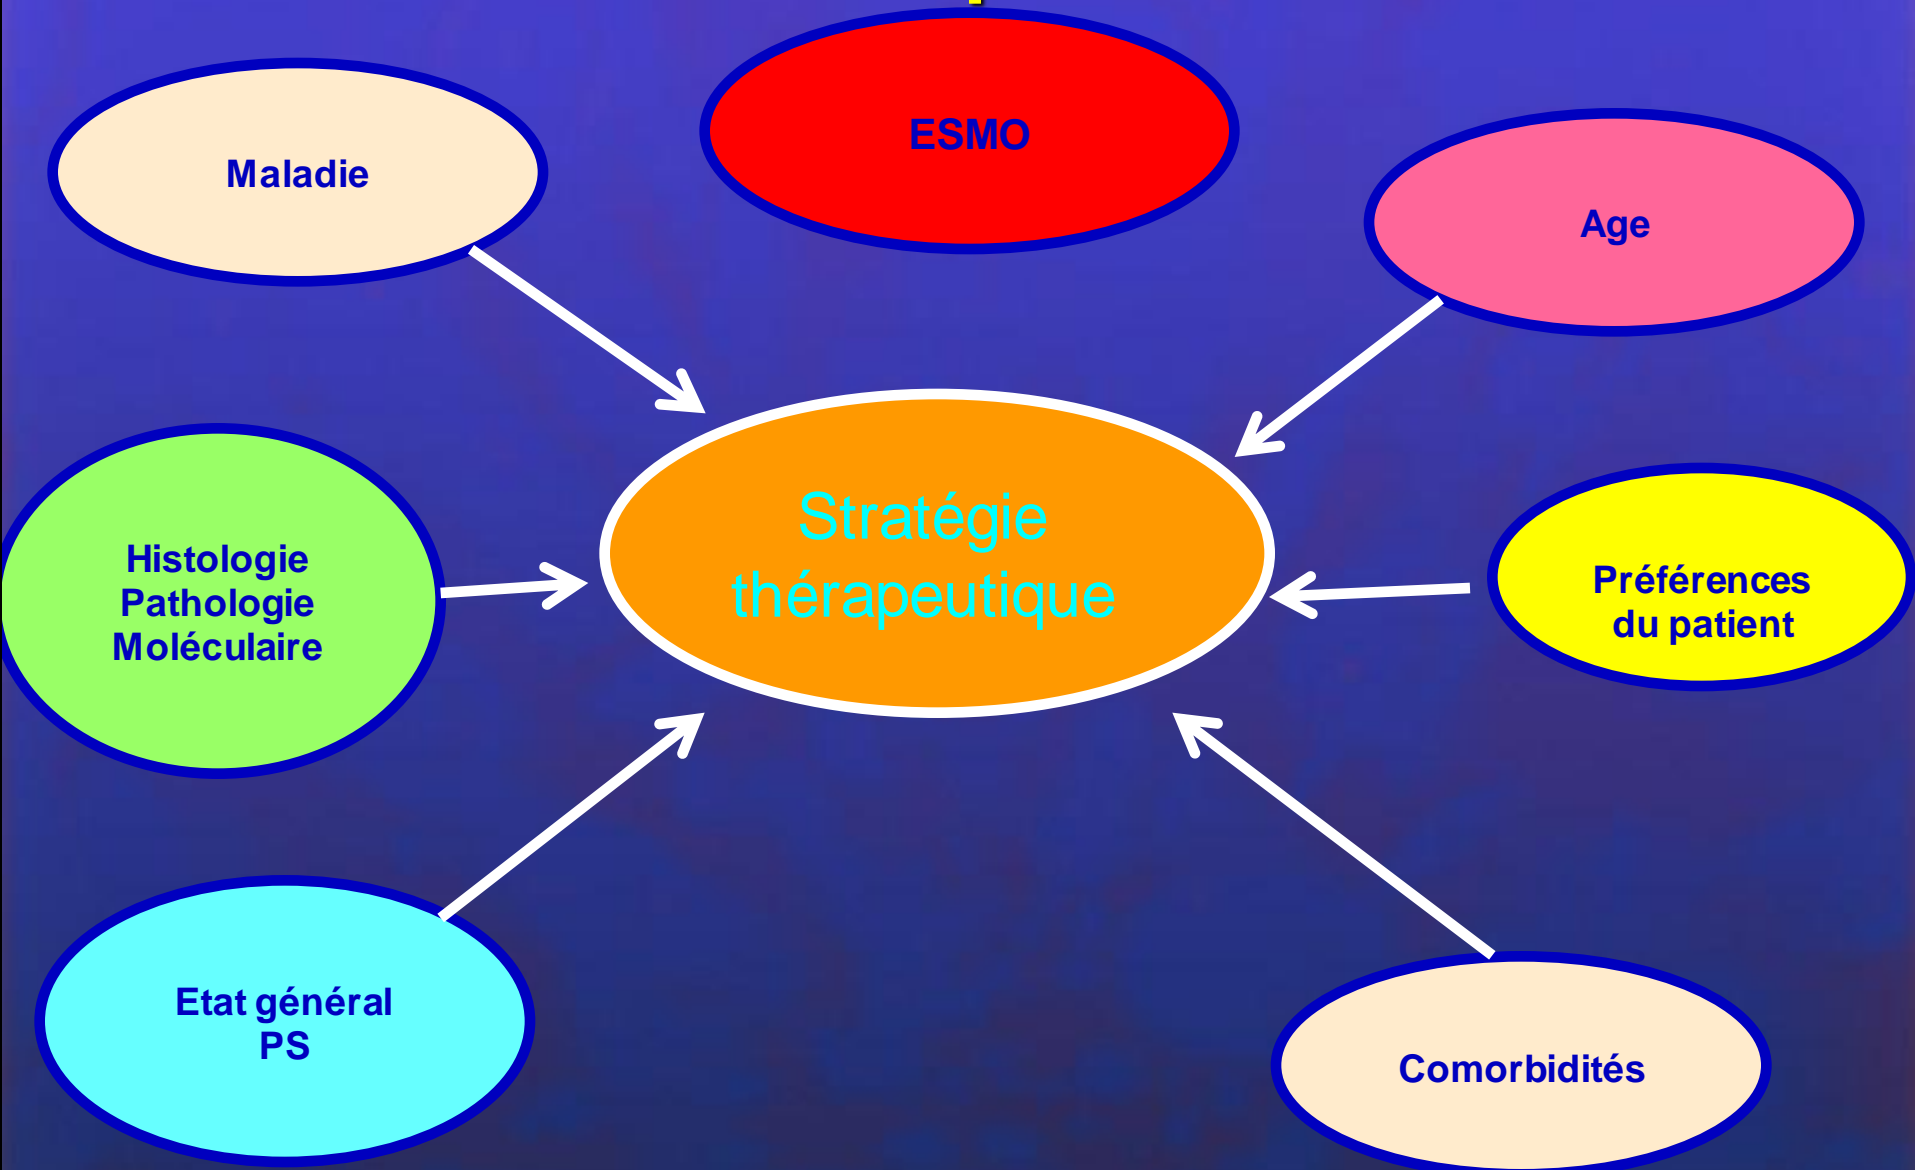 ESMO
Maladie
Age
Stratégie
thérapeutique
Histologie
Pathologie
Moléculaire
Préférences
du patient
Etat général
PS
Comorbidités